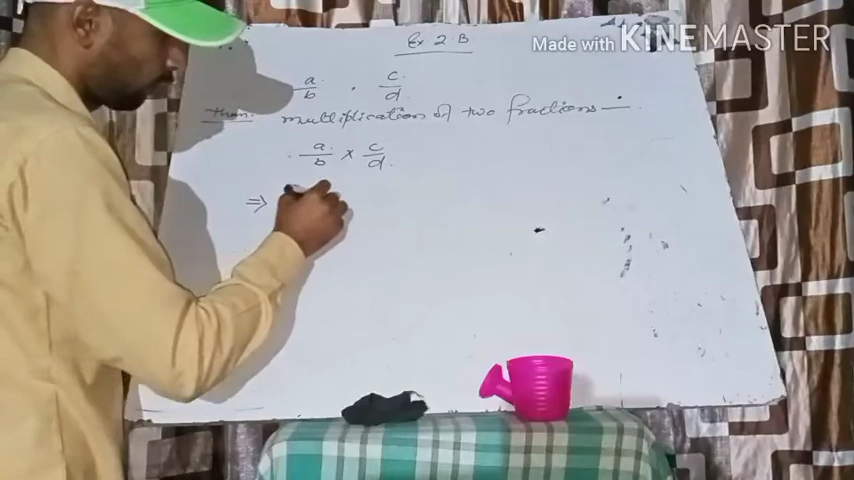 Made with KINEMASTER
Ex 2.B
a/b , c/d
then multiplication of two fractions —
a/b × c/d
⇒